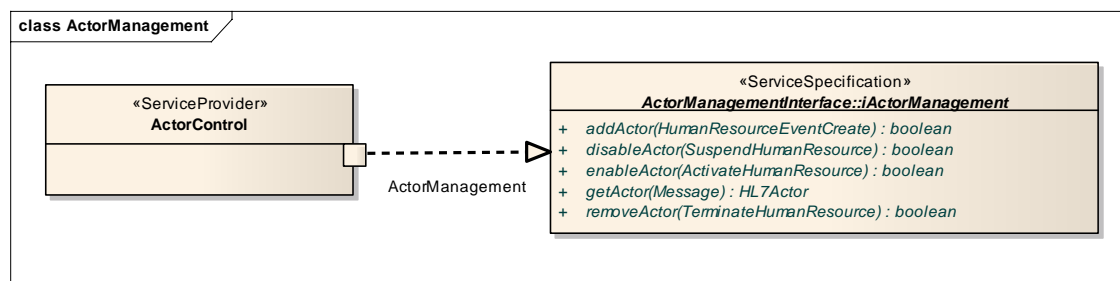 class ActorManagement
«ServiceProvider»
ActorControl
ActorManagement
«ServiceSpecification»
ActorManagementInterface::iActorManagement
+ addActor(HumanResourceEventCreate) : boolean
+ disableActor(SuspendHumanResource) : boolean
+ enableActor(ActivateHumanResource) : boolean
+ getActor(Message) : HL7Actor
+ removeActor(TerminateHumanResource) : boolean